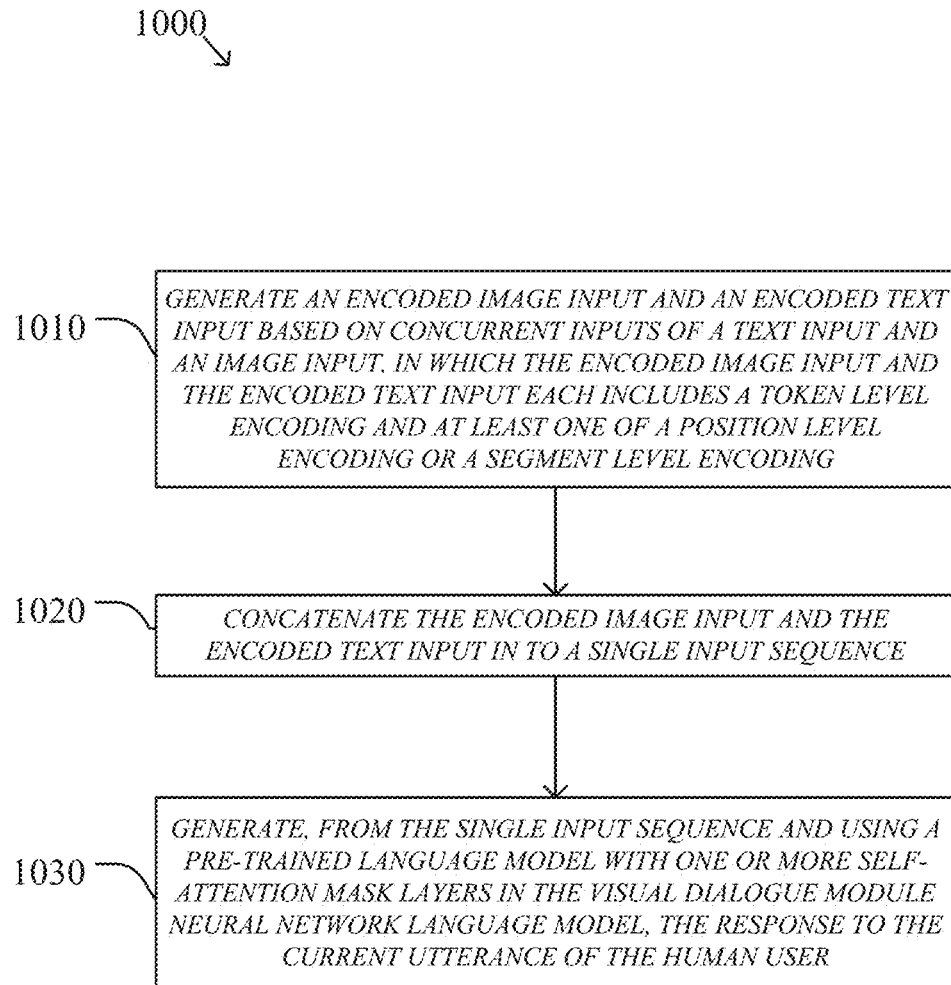 1000
1010
GENERATE AN ENCODED IMAGE INPUT AND AN ENCODED TEXT
INPUT BASED ON CONCURRENT INPUTS OF A TEXT INPUT AND
AN IMAGE INPUT, IN WHICH THE ENCODED IMAGE INPUT AND
THE ENCODED TEXT INPUT EACH INCLUDES A TOKEN LEVEL
ENCODING AND AT LEAST ONE OF A POSITION LEVEL
ENCODING OR A SEGMENT LEVEL ENCODING
1020
CONCATENATE THE ENCODED IMAGE INPUT AND THE
ENCODED TEXT INPUT IN TO A SINGLE INPUT SEQUENCE
1030
GENERATE, FROM THE SINGLE INPUT SEQUENCE AND USING A
PRE-TRAINED LANGUAGE MODEL WITH ONE OR MORE SELF-
ATTENTION MASK LAYERS IN THE VISUAL DIALOGUE MODULE
NEURAL NETWORK LANGUAGE MODEL, THE RESPONSE TO THE
CURRENT UTTERANCE OF THE HUMAN USER